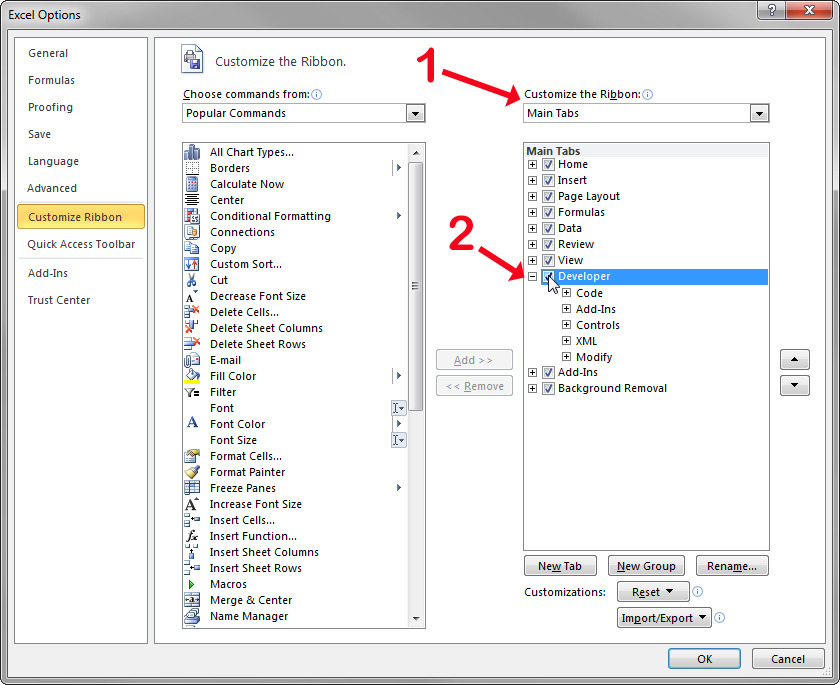 Excel Options
General
Formulas
Proofing
Save
Language
Advanced
Customize Ribbon
Quick Access Toolbar
Add-Ins
Trust Center
Customize the Ribbon.
Choose commands from:
Popular Commands
All Chart Types...
Borders
Calculate Now
Center
Conditional Formatting
Connections
Copy
Custom Sort...
Cut
Decrease Font Size
Delete Cells...
Delete Sheet Columns
Delete Sheet Rows
E-mail
Fill Color
Filter
Font
Font Color
Font Size
Format Cells...
Format Painter
Freeze Panes
Increase Font Size
Insert Cells...
Insert Function...
Insert Sheet Columns
Insert Sheet Rows
Macros
Merge & Center
Name Manager
Add >>
<< Remove
1
Customize the Ribbon:
Main Tabs
2
Main Tabs
Home
Insert
Page Layout
Formulas
Data
Review
View
Developer
Code
Add-Ins
Controls
XML
Modify
Add-Ins
Background Removal
New Tab
New Group
Rename...
Customizations:
Reset
Import/Export
OK
Cancel